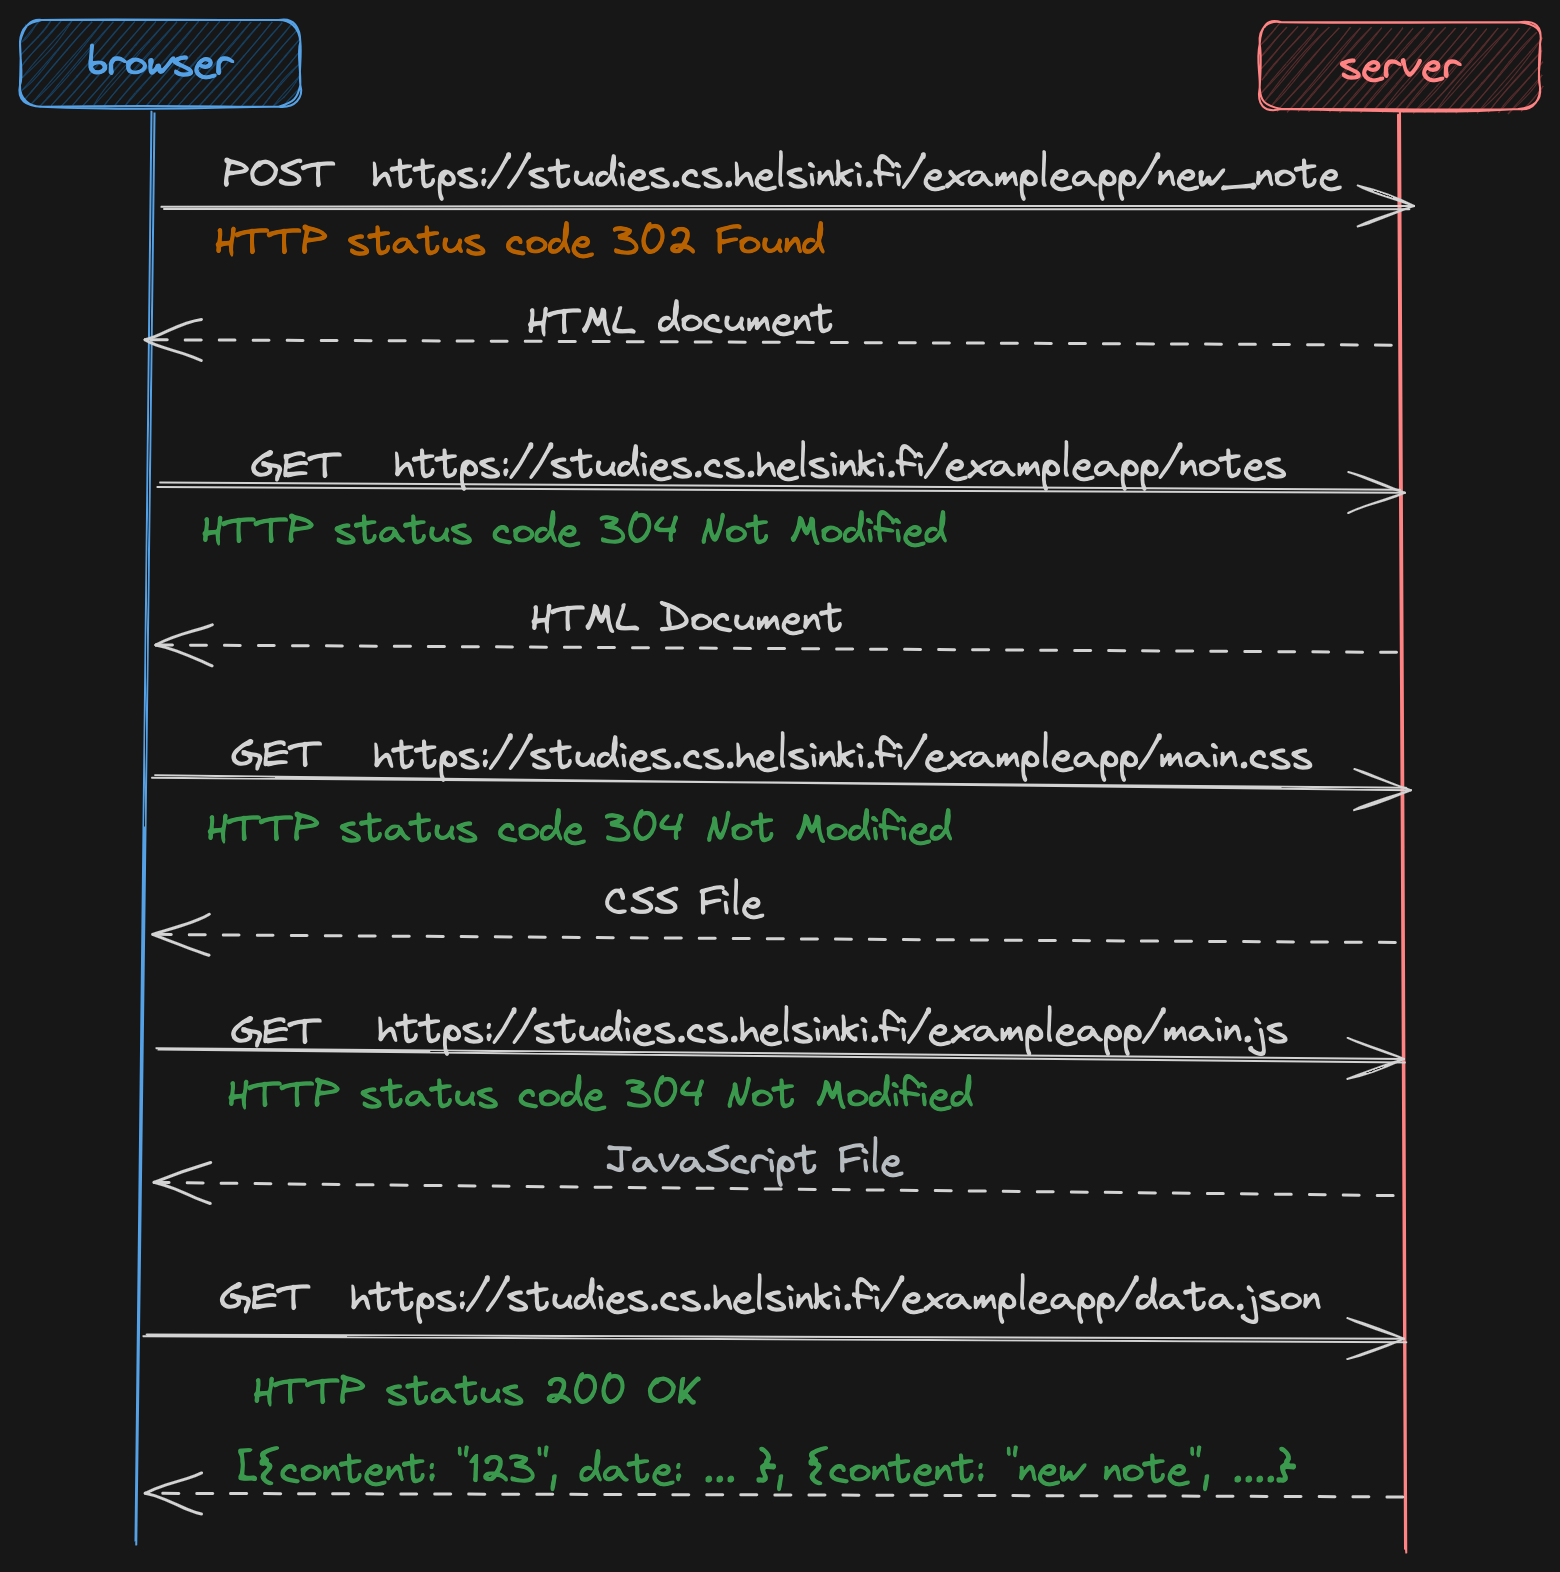 browser
server
POST https://studies.cs.helsinki.fi/exampleapp/new_note
HTTP status code 302 Found
HTML document
GET https://studies.cs.helsinki.fi/exampleapp/notes
HTTP status code 304 Not Modified
HTML Document
GET https://studies.cs.helsinki.fi/exampleapp/main.css
HTTP status code 304 Not Modified
CSS File
GET https://studies.cs.helsinki.fi/exampleapp/main.js
HTTP status code 304 Not Modified
JavaScript File
GET https://studies.cs.helsinki.fi/exampleapp/data.json
HTTP status 200 OK
[{content: "123", date: ... }, {content: "new note", ....}